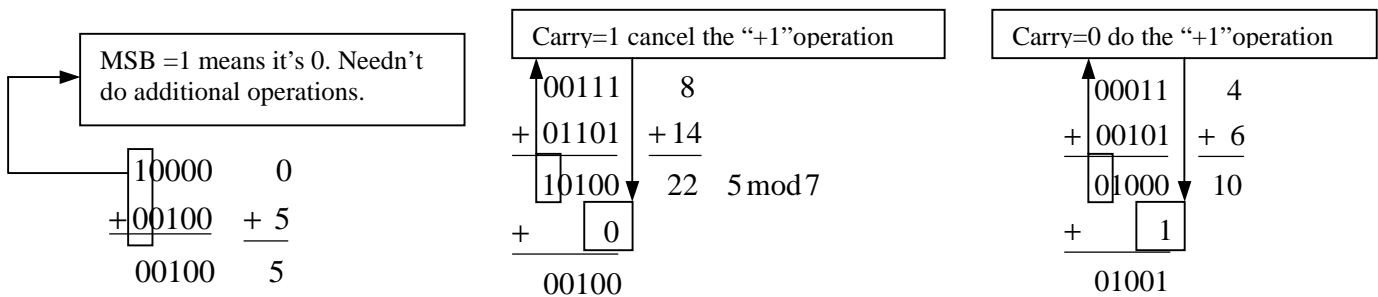 MSB =1 means it's 0. Needn't
do additional operations.
10000 0
+00100 + 5
00100 5
Carry=1 cancel the “+1”operation
00111 8
+ 01101 +14
10100 22 5 mod 7
+ 0
00100
Carry=0 do the “+1”operation
00011 4
+ 00101 + 6
01000 10
+ 1
01001